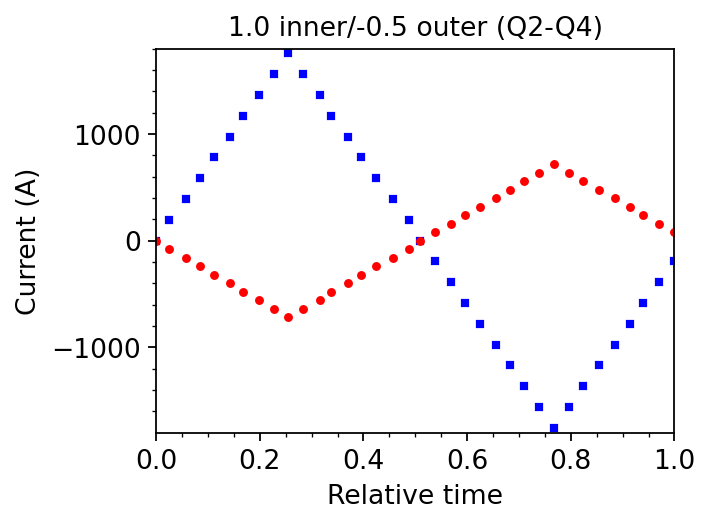 1.0 inner/-0.5 outer (Q2-Q4)
Current (A)
1000
0
−1000
0.0 0.2 0.4 0.6 0.8 1.0
Relative time